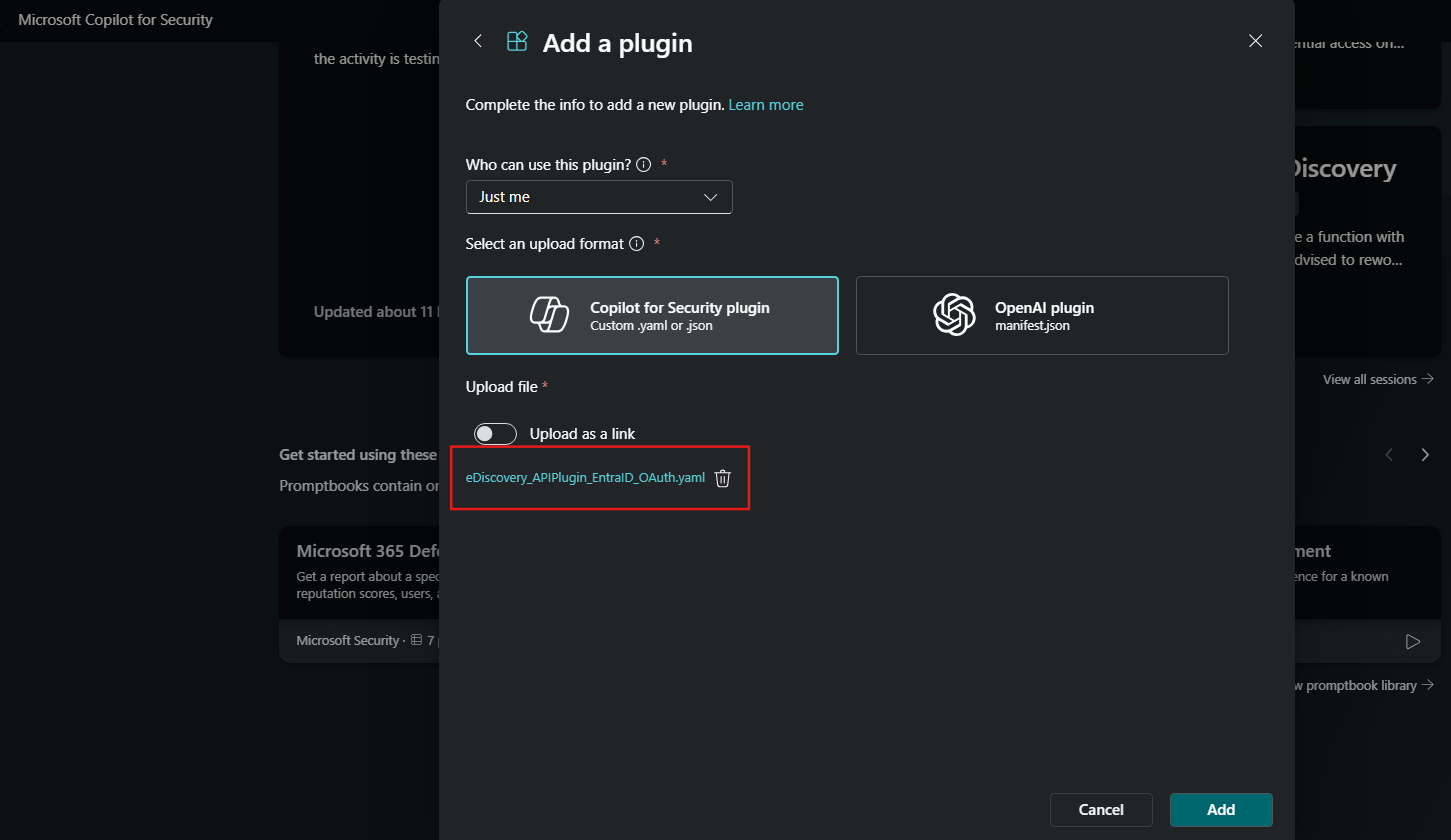 Microsoft Copilot for Security
the activity is testin
Updated about 11
Get started using these
Promptbooks contain or
Microsoft 365 Def
Get a report about a spec
reputation scores, users,
Microsoft Security · 7
Add a plugin
Complete the info to add a new plugin. Learn more
Who can use this plugin? *
Just me
Select an upload format *
Copilot for Security plugin
Custom .yaml or .json
OpenAI plugin
manifest.json
Upload file *
Upload as a link
eDiscovery_APIPlugin_EntraID_OAuth.yaml
Cancel
Add
ential access on...
Discovery
e a function with
dvised to rewo...
View all sessions
ment
ence for a known
w promptbook library